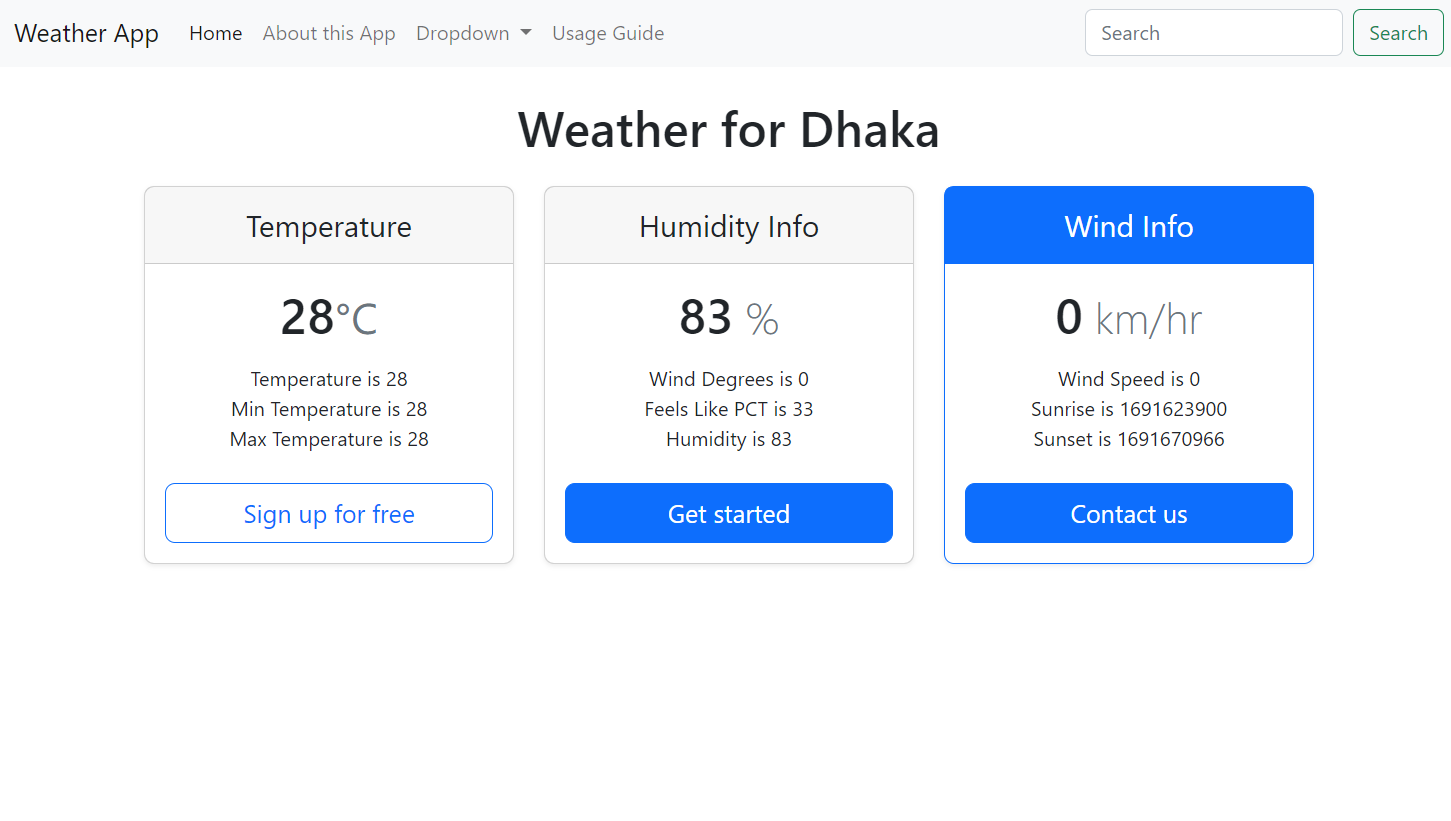 Weather App Home About this App Dropdown Usage Guide Search Search
Weather for Dhaka
Temperature
28°C
Temperature is 28
Min Temperature is 28
Max Temperature is 28
Sign up for free
Humidity Info
83 %
Wind Degrees is 0
Feels Like PCT is 33
Humidity is 83
Get started
Wind Info
0 km/hr
Wind Speed is 0
Sunrise is 1691623900
Sunset is 1691670966
Contact us